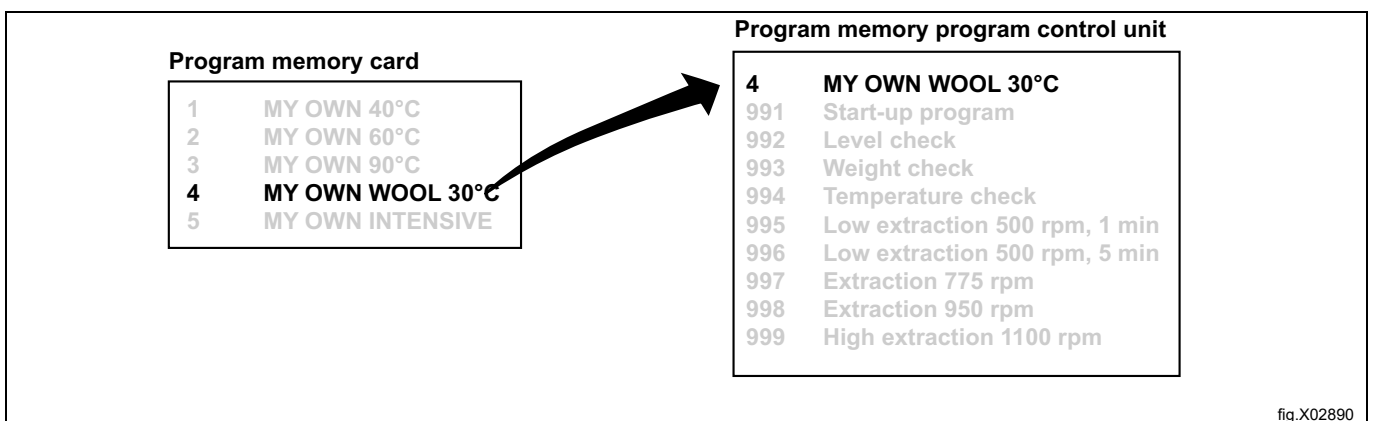 Program memory card
1 MY OWN 40°C
2 MY OWN 60°C
3 MY OWN 90°C
4 MY OWN WOOL 30°C
5 MY OWN INTENSIVE
Program memory program control unit
4 MY OWN WOOL 30°C
991 Start-up program
992 Level check
993 Weight check
994 Temperature check
995 Low extraction 500 rpm, 1 min
996 Low extraction 500 rpm, 5 min
997 Extraction 775 rpm
998 Extraction 950 rpm
999 High extraction 1100 rpm
fig.X02890